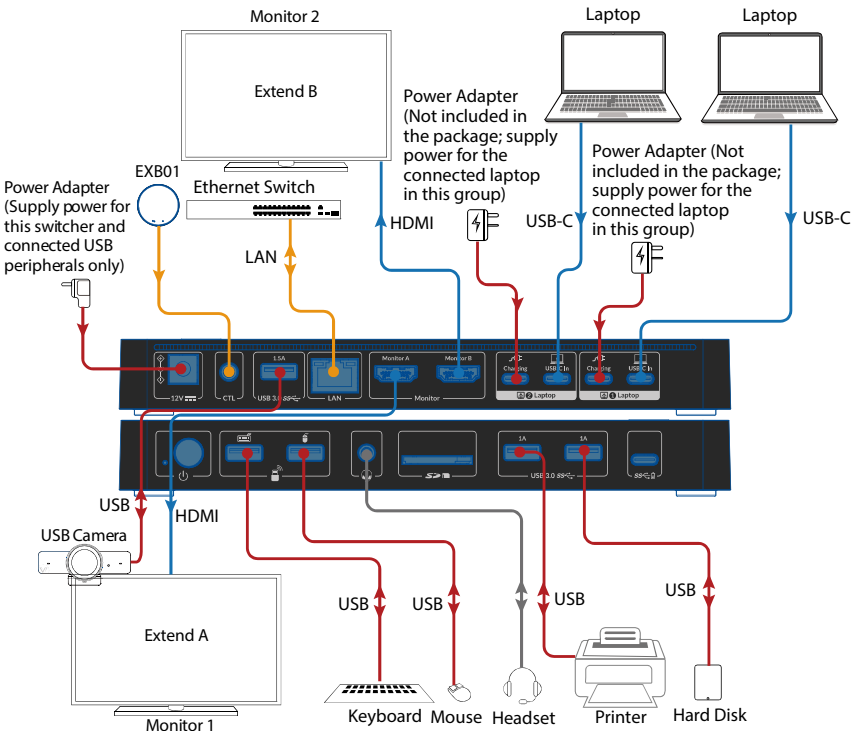 Monitor 2
Laptop
Laptop
Extend B
Power Adapter
(Not included in
the package; supply
power for the
connected laptop
in this group)
Power Adapter (Not
included in the package;
supply power for the
connected laptop
in this group)
EXB01
Ethernet Switch
Power Adapter
(Supply power for
this switcher and
connected USB
peripherals only)
HDMI
USB-C
USB-C
LAN
1.5A
Monitor A
Monitor B
Charging
USB-C In
Charging
USB-C In
12V
CTL
USB 3.0 SS
LAN
Monitor
2 Laptop
1 Laptop
1A
1A
SD
USB 3.0 SS
SS
USB
HDMI
USB Camera
Extend A
USB
USB
USB
USB
Monitor 1
Keyboard
Mouse
Headset
Printer
Hard Disk